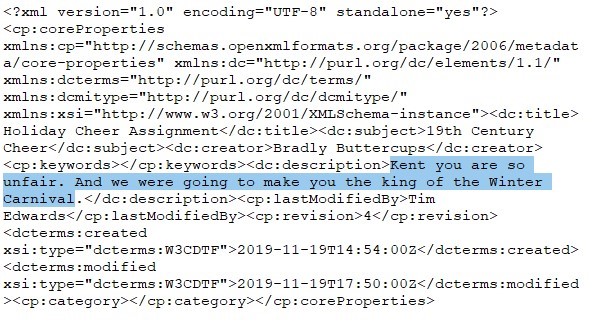 <?xml version="1.0" encoding="UTF-8" standalone="yes"?>
<cp:coreProperties
xmlns:cp="http://schemas.openxmlformats.org/package/2006/metadat
a/core-properties" xmlns:dc="http://purl.org/dc/elements/1.1/"
xmlns:dcterms="http://purl.org/dc/terms/"
xmlns:dcmitype="http://purl.org/dc/dcmitype/"
xmlns:xsi="http://www.w3.org/2001/XMLSchema-instance"><dc:title>
Holiday Cheer Assignment</dc:title><dc:subject>19th Century
Cheer</dc:subject><dc:creator>Bradly Buttercups</dc:creator>
<cp:keywords></cp:keywords><dc:description>Kent you are so
unfair. And we were going to make you the king of the Winter
Carnival.</dc:description><cp:lastModifiedBy>Tim
Edwards</cp:lastModifiedBy><cp:revision>4</cp:revision>
<dcterms:created
xsi:type="dcterms:W3CDTF">2019-11-19T14:54:00Z</dcterms:created>
<dcterms:modified
xsi:type="dcterms:W3CDTF">2019-11-19T17:50:00Z</dcterms:modified
><cp:category></cp:category></cp:coreProperties>